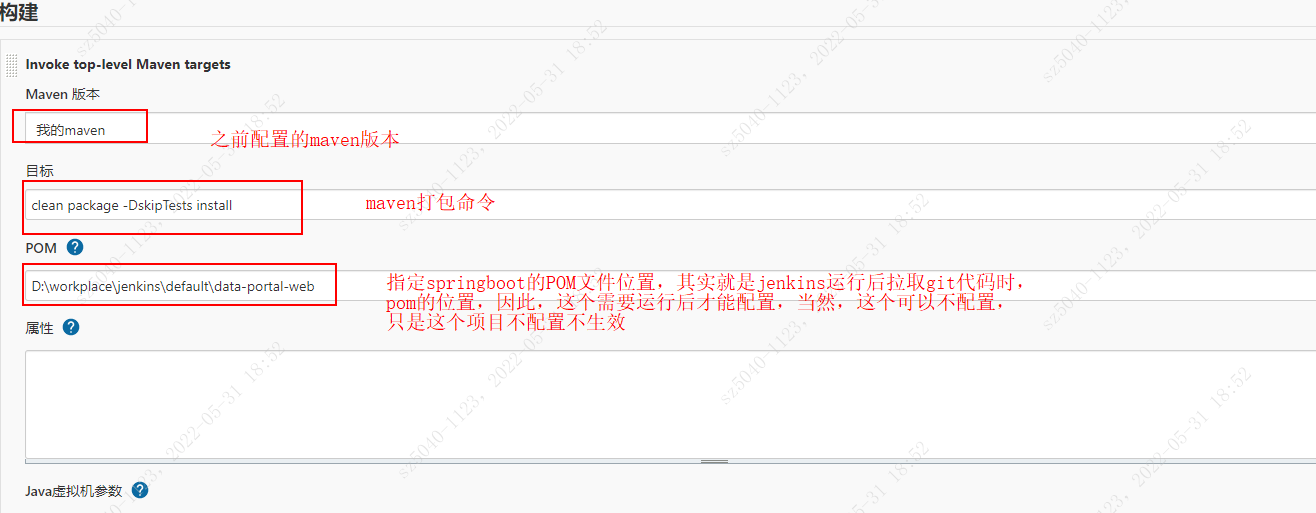 构建
Invoke top-level Maven targets
Maven 版本
我的maven
之前配置的maven版本
目标
clean package -DskipTests install
maven打包命令
POM ?
D:\workplace\jenkins\default\data-portal-web
指定springboot的POM文件位置，其实就是jenkins运行后拉取git代码时，
pom的位置，因此，这个需要运行后才能配置，当然，这个可以不配置，
只是这个项目不配置不生效
属性 ?
Java虚拟机参数 ?
sz5040-1123, 2022-05-31 18:52